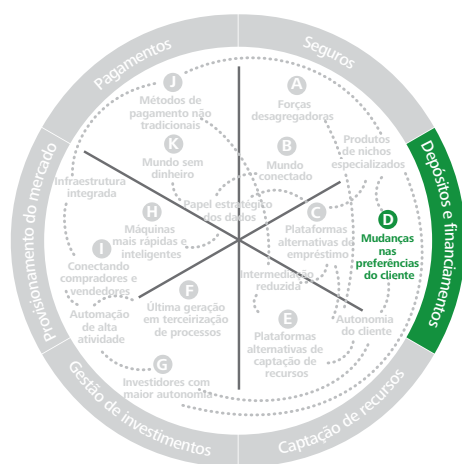 Pagamentos
Seguros
Depósitos e financiamentos
Captação de recursos
Gestão de investimentos
Provisionamento do mercado
J
Métodos de
pagamento não
tradicionais
K
Mundo sem
dinheiro
A
Forças
desagregadoras
B
Mundo
conectado
Produtos
de nichos
especializados
Infraestrutura
integrada
Papel estratégico
dos dados
H
Máquinas
mais rápidas e
inteligentes
C
Plataformas
alternativas de
empréstimo
D
Mudanças
nas
preferências
do cliente
I
Conectando
compradores e
vendedores
Intermediação
reduzida
F
Última geração
em terceirização
de processos
Automação
de alta
atividade
E
Plataformas
alternativas de
captação de
recursos
Autonomia
do cliente
G
Investidores com
maior autonomia